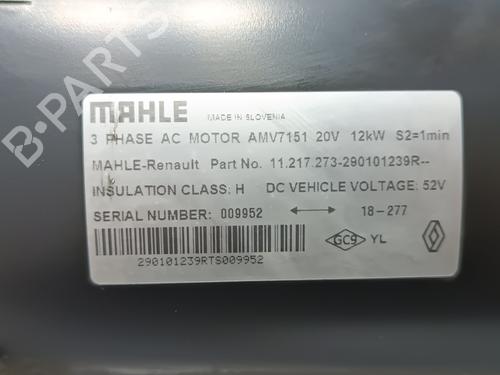 B-PARTS
MAHLE MADE IN SLOVENIA
3 PHASE AC MOTOR AMV7151 20V 12kW S2=1min
MAHLE-Renault Part No. 11.217.273-290101239R--
INSULATION CLASS: H DC VEHICLE VOLTAGE: 52V
SERIAL NUMBER: 009952 18-277
GC9 YL
290101239RTS009952